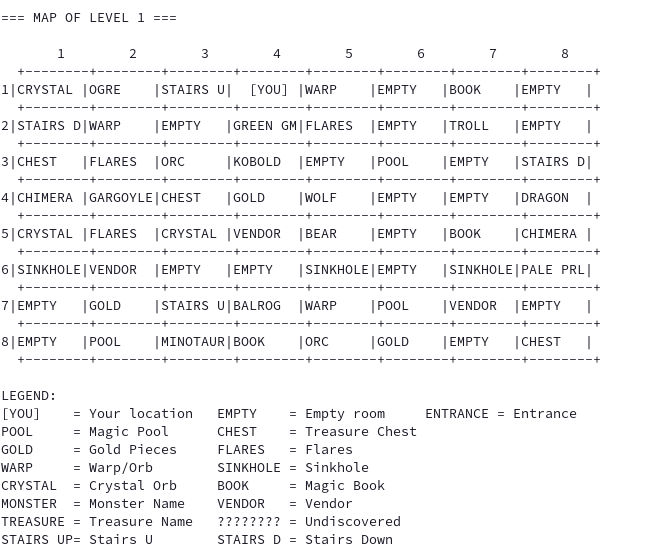 === MAP OF LEVEL 1 ===
        1        2        3        4        5        6        7        8
  +--------+--------+--------+--------+--------+--------+--------+--------+
1|CRYSTAL |OGRE    |STAIRS U|  [YOU] |WARP    |EMPTY   |BOOK    |EMPTY   |
  +--------+--------+--------+--------+--------+--------+--------+--------+
2|STAIRS D|WARP    |EMPTY   |GREEN GM|FLARES  |EMPTY   |TROLL   |EMPTY   |
  +--------+--------+--------+--------+--------+--------+--------+--------+
3|CHEST   |FLARES  |ORC     |KOBOLD  |EMPTY   |POOL    |EMPTY   |STAIRS D|
  +--------+--------+--------+--------+--------+--------+--------+--------+
4|CHIMERA |GARGOYLE|CHEST   |GOLD    |WOLF    |EMPTY   |EMPTY   |DRAGON  |
  +--------+--------+--------+--------+--------+--------+--------+--------+
5|CRYSTAL |FLARES  |CRYSTAL |VENDOR  |BEAR    |EMPTY   |BOOK    |CHIMERA |
  +--------+--------+--------+--------+--------+--------+--------+--------+
6|SINKHOLE|VENDOR  |EMPTY   |EMPTY   |SINKHOLE|EMPTY   |SINKHOLE|PALE PRL|
  +--------+--------+--------+--------+--------+--------+--------+--------+
7|EMPTY   |GOLD    |STAIRS U|BALROG  |WARP    |POOL    |VENDOR  |EMPTY   |
  +--------+--------+--------+--------+--------+--------+--------+--------+
8|EMPTY   |POOL    |MINOTAUR|BOOK    |ORC     |GOLD    |EMPTY   |CHEST   |
  +--------+--------+--------+--------+--------+--------+--------+--------+
LEGEND:
[YOU]    = Your location   EMPTY    = Empty room     ENTRANCE = Entrance
POOL     = Magic Pool      CHEST    = Treasure Chest
GOLD     = Gold Pieces     FLARES   = Flares
WARP     = Warp/Orb        SINKHOLE = Sinkhole
CRYSTAL  = Crystal Orb     BOOK     = Magic Book
MONSTER  = Monster Name    VENDOR   = Vendor
TREASURE = Treasure Name   ???????? = Undiscovered
STAIRS UP= Stairs U        STAIRS D = Stairs Down